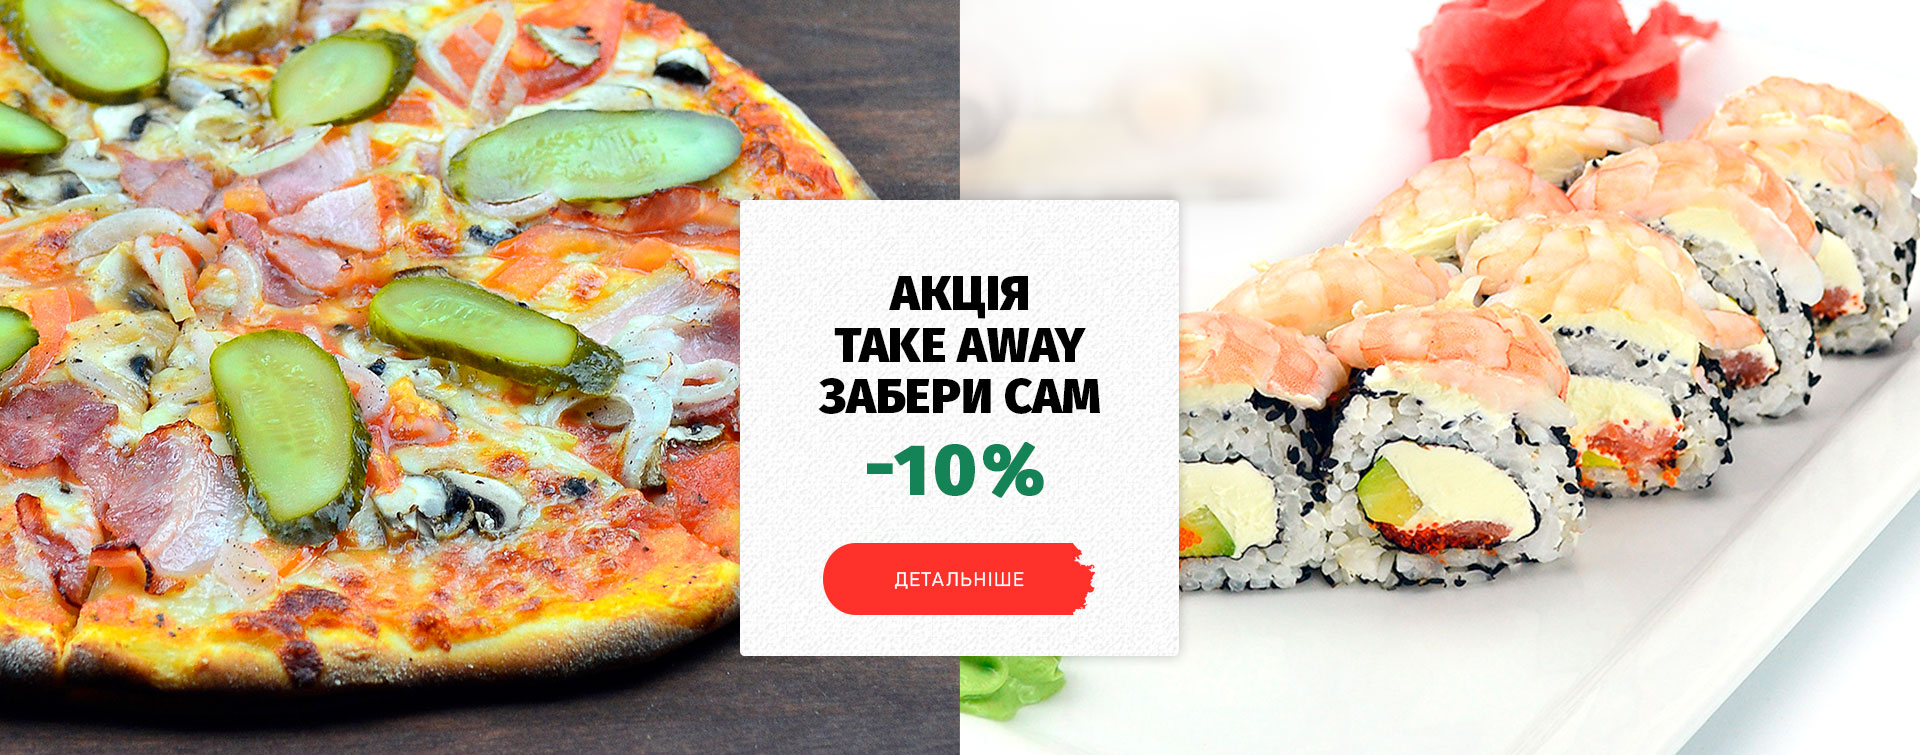 АКЦІЯ
TAKE AWAY
ЗАБЕРИ САМ
-10%
ДЕТАЛЬНІШЕ